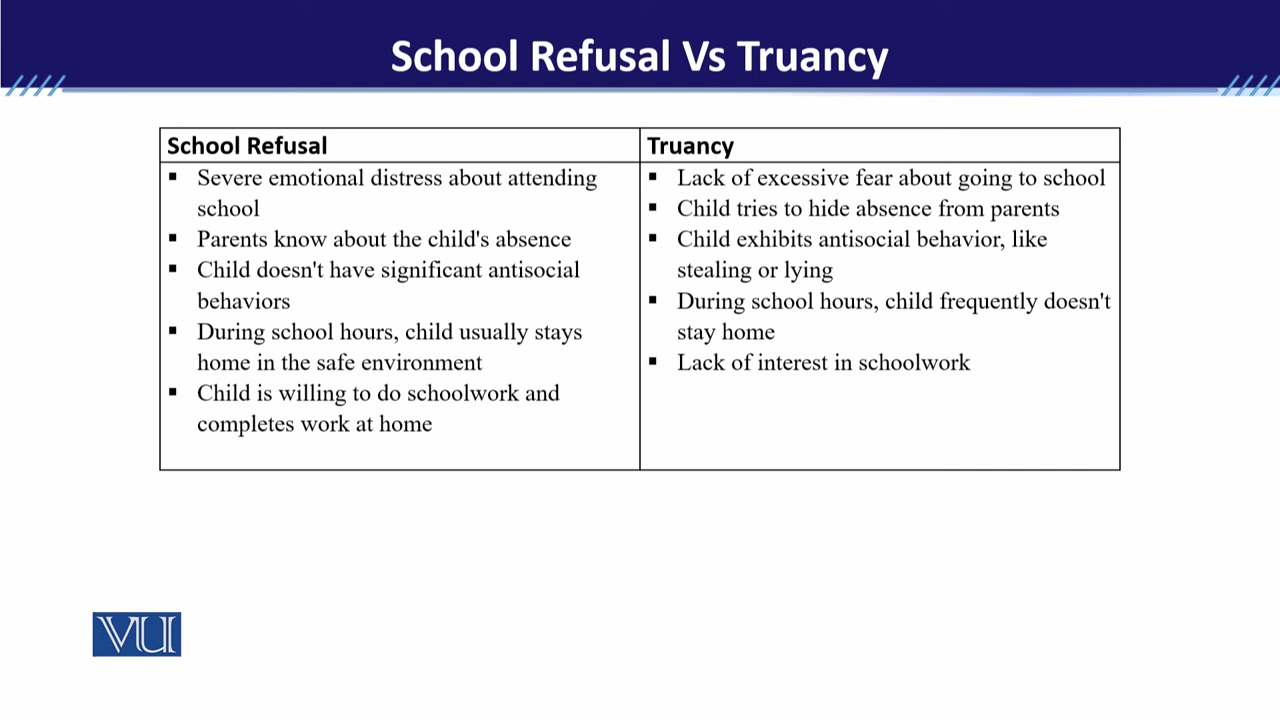 School Refusal Vs Truancy
School Refusal
▪ Severe emotional distress about attending
school
▪ Parents know about the child's absence
▪ Child doesn't have significant antisocial
behaviors
▪ During school hours, child usually stays
home in the safe environment
▪ Child is willing to do schoolwork and
completes work at home
Truancy
▪ Lack of excessive fear about going to school
▪ Child tries to hide absence from parents
▪ Child exhibits antisocial behavior, like
stealing or lying
▪ During school hours, child frequently doesn't
stay home
▪ Lack of interest in schoolwork
VU